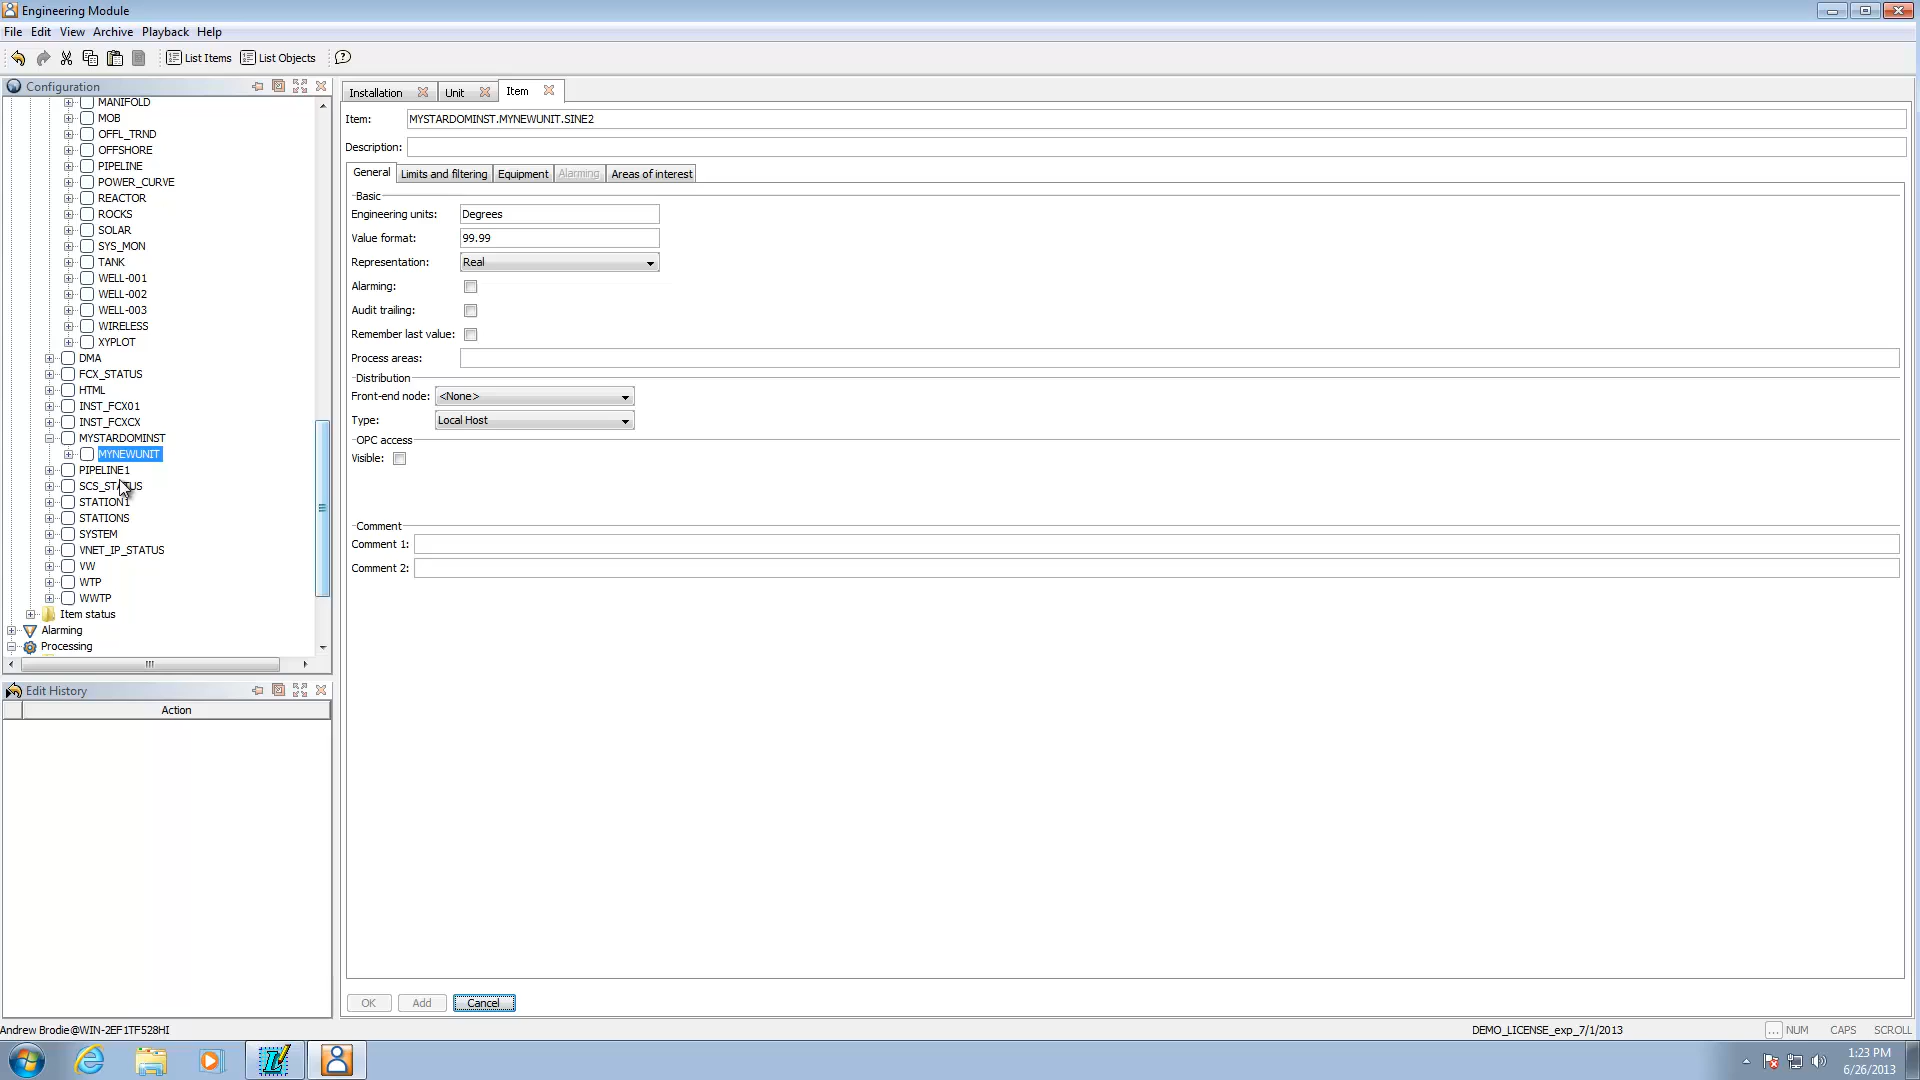 Engineering Module
File Edit View Archive Playback Help
List Items List Objects
Configuration
MANIFOLD
MOB
OFFL_TRND
OFFSHORE
PIPELINE
POWER_CURVE
REACTOR
ROCKS
SOLAR
SYS_MON
TANK
WELL-001
WELL-002
WELL-003
WIRELESS
XYPLOT
DMA
FCX_STATUS
HTML
INST_FCX01
INST_FCXCX
MYSTARDOMINST
MYNEWUNIT
PIPELINE1
SCS_STATUS
STATION1
STATIONS
SYSTEM
VNET_IP_STATUS
VW
WTP
WWTP
Item status
Alarming
Processing
Edit History
Action
Installation Unit Item
Item: MYSTARDOMINST.MYNEWUNIT.SINE2
Description:
General Limits and filtering Equipment Alarming Areas of interest
Basic
Engineering units: Degrees
Value format: 99.99
Representation: Real
Alarming:
Audit trailing:
Remember last value:
Process areas:
Distribution
Front-end node: <None>
Type: Local Host
OPC access
Visible:
Comment
Comment 1:
Comment 2:
OK Add Cancel
Andrew Brodie@WIN-2EF1TF528HI DEMO_LICENSE_exp_7/1/2013 ... NUM CAPS SCROLL
1:23 PM
6/26/2013